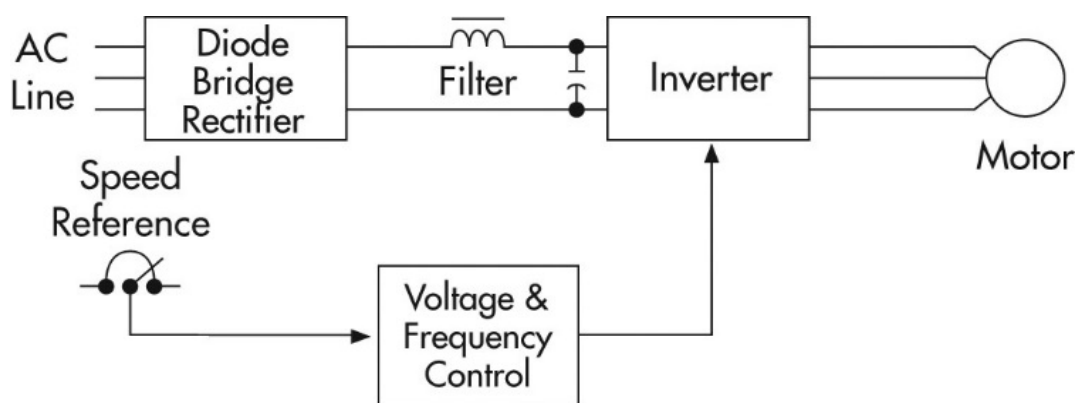 AC
Line
Diode
Bridge
Rectifier
Filter
Inverter
Motor
Speed
Reference
Voltage &
Frequency
Control